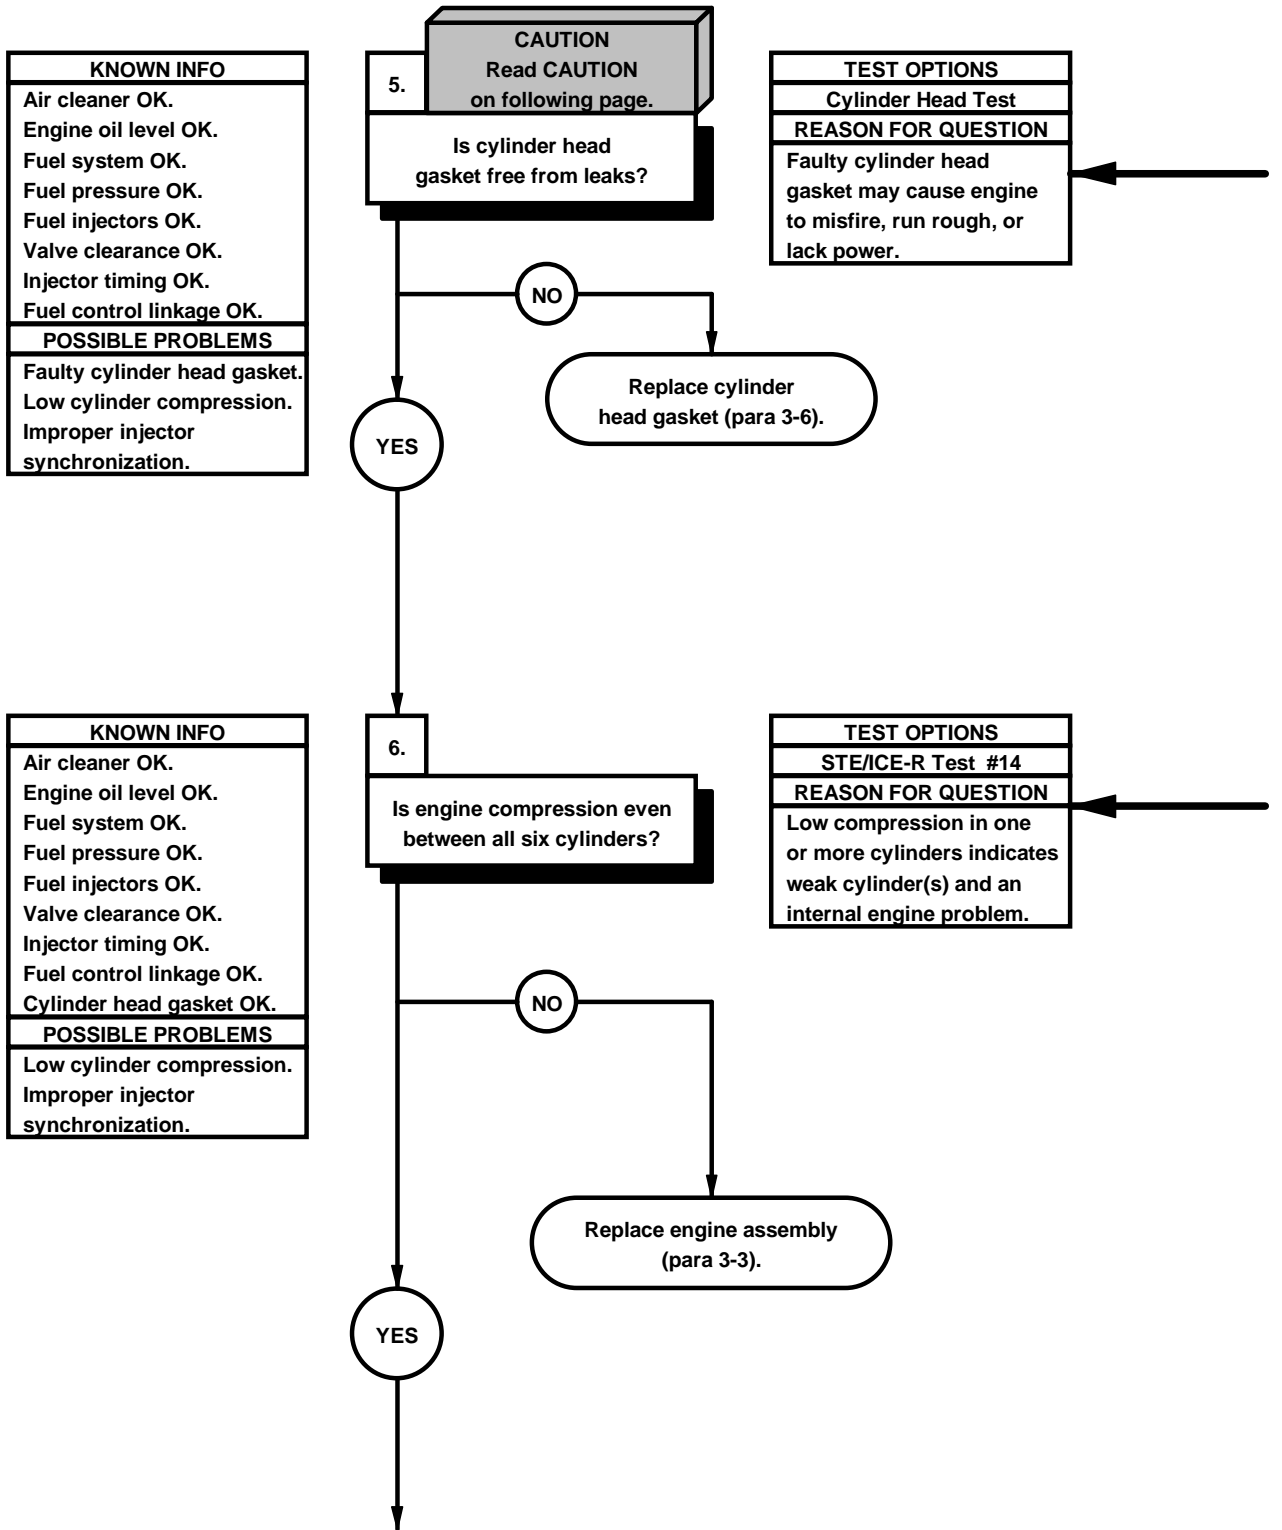 KNOWN INFO
Air cleaner OK.
Engine oil level OK.
Fuel system OK.
Fuel pressure OK.
Fuel injectors OK.
Valve clearance OK.
Injector timing OK.
Fuel control linkage OK.
POSSIBLE PROBLEMS
Faulty cylinder head gasket.
Low cylinder compression.
Improper injector
synchronization.
CAUTION
Read CAUTION
on following page.
5.
Is cylinder head
gasket free from leaks?
TEST OPTIONS
Cylinder Head Test
REASON FOR QUESTION
Faulty cylinder head
gasket may cause engine
to misfire, run rough, or
lack power.
NO
Replace cylinder
head gasket (para 3-6).
YES
KNOWN INFO
Air cleaner OK.
Engine oil level OK.
Fuel system OK.
Fuel pressure OK.
Fuel injectors OK.
Valve clearance OK.
Injector timing OK.
Fuel control linkage OK.
Cylinder head gasket OK.
POSSIBLE PROBLEMS
Low cylinder compression.
Improper injector
synchronization.
6.
Is engine compression even
between all six cylinders?
TEST OPTIONS
STE/ICE-R Test #14
REASON FOR QUESTION
Low compression in one
or more cylinders indicates
weak cylinder(s) and an
internal engine problem.
NO
Replace engine assembly
(para 3-3).
YES